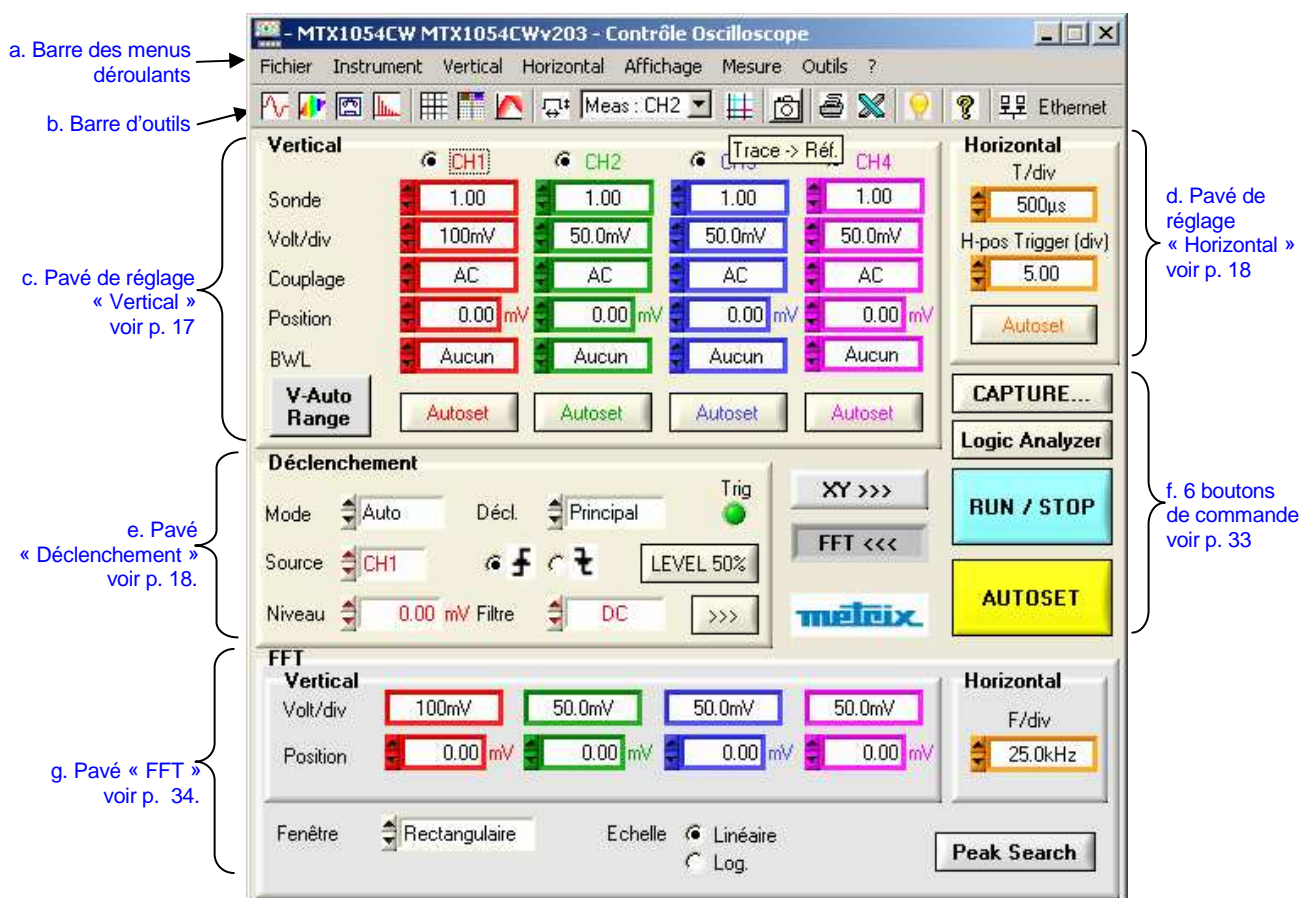 - MTX1054CW MTX1054CWv203 - Contrôle Oscilloscope
a. Barre des menus
déroulants
Fichier Instrument Vertical Horizontal Affichage Mesure Outils ?
b. Barre d'outils
Meas : CH2
Ethernet
Trace -> Réf.
Vertical
CH1 CH2 CH4
Sonde 1.00 1.00 1.00 1.00
Volt/div 100mV 50.0mV 50.0mV 50.0mV
Couplage AC AC AC AC
Position 0.00 mV 0.00 mV 0.00 mV 0.00 mV
BWL Aucun Aucun Aucun Aucun
V-Auto
Range
Autoset Autoset Autoset Autoset
c. Pavé de réglage
« Vertical »
voir p. 17
Horizontal
T/div
500µs
H-pos Trigger (div)
5.00
Autoset
d. Pavé de
réglage
« Horizontal »
voir p. 18
CAPTURE...
Logic Analyzer
RUN / STOP
AUTOSET
f. 6 boutons
de commande
voir p. 33
Déclenchement
Mode Auto Décl. Principal Trig
Source CH1 LEVEL 50%
Niveau 0.00 mV Filtre DC >>>
XY >>>
FFT <<<
metrix
e. Pavé
« Déclenchement »
voir p. 18.
FFT
Vertical
Volt/div 100mV 50.0mV 50.0mV 50.0mV
Position 0.00 mV 0.00 mV 0.00 mV 0.00 mV
Horizontal
F/div
25.0kHz
g. Pavé « FFT »
voir p. 34.
Fenêtre Rectangulaire Echelle Linéaire
Log.
Peak Search